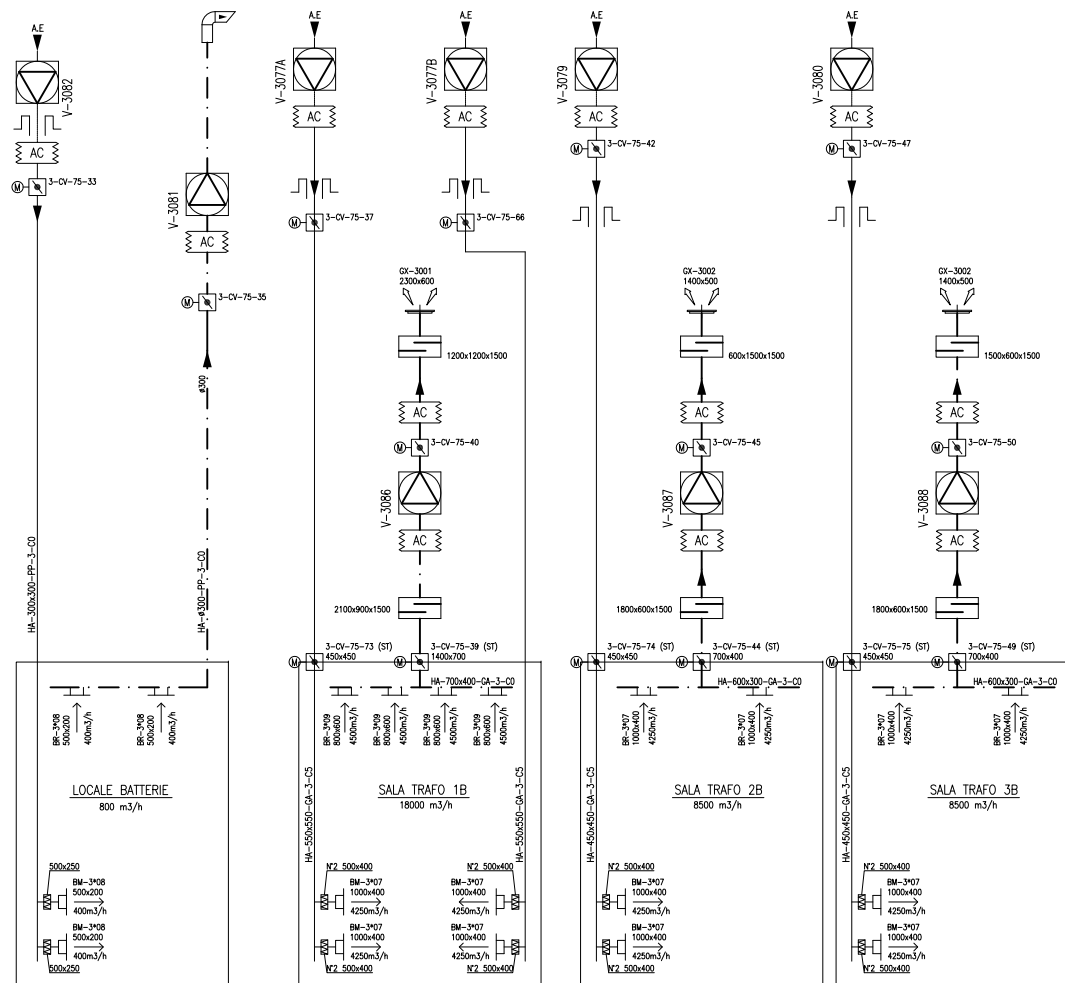 A.E
V-3082
AC
M
3-CV-75-33
HA-300x300-PP-3-C0
V-3081
AC
M
3-CV-75-35
ø300
HA-ø300-PP-3-C0
BR-3*08
500x200
400m3/h
BR-3*08
500x200
400m3/h
LOCALE BATTERIE
800 m3/h
500x250
BM-3*08
500x200
400m3/h
BM-3*08
500x200
400m3/h
500x250
A.E
V-3077A
AC
M
3-CV-75-37
A.E
V-3077B
AC
M
3-CV-75-66
GX-3001
2300x600
1200x1200x1500
AC
M
3-CV-75-40
V-3086
AC
2100x900x1500
M
3-CV-75-73 (ST)
450x450
M
3-CV-75-39 (ST)
1400x700
HA-700x400-GA-3-C0
BR-3*09
800x600
4500m3/h
BR-3*09
800x600
4500m3/h
BR-3*09
800x600
4500m3/h
BR-3*09
800x600
4500m3/h
HA-550x550-GA-3-C5
SALA TRAFO 1B
18000 m3/h
HA-550x550-GA-3-C5
N'2 500x400
BM-3*07
1000x400
4250m3/h
BM-3*07
1000x400
4250m3/h
N'2 500x400
N'2 500x400
BM-3*07
1000x400
4250m3/h
BM-3*07
1000x400
4250m3/h
N'2 500x400
A.E
V-3079
AC
M
3-CV-75-42
GX-3002
1400x500
600x1500x1500
AC
M
3-CV-75-45
V-3087
AC
1800x600x1500
M
3-CV-75-74 (ST)
450x450
M
3-CV-75-44 (ST)
700x400
HA-600x300-GA-3-C0
BR-3*07
1000x400
4250m3/h
BR-3*07
1000x400
4250m3/h
HA-450x450-GA-3-C5
SALA TRAFO 2B
8500 m3/h
N'2 500x400
BM-3*07
1000x400
4250m3/h
BM-3*07
1000x400
4250m3/h
N'2 500x400
A.E
V-3080
AC
M
3-CV-75-47
GX-3002
1400x500
1500x600x1500
AC
M
3-CV-75-50
V-3088
AC
1800x600x1500
M
3-CV-75-75 (ST)
450x450
M
3-CV-75-49 (ST)
700x400
HA-600x300-GA-3-C0
BR-3*07
1000x400
4250m3/h
BR-3*07
1000x400
4250m3/h
HA-450x450-GA-3-C5
SALA TRAFO 3B
8500 m3/h
N'2 500x400
BM-3*07
1000x400
4250m3/h
BM-3*07
1000x400
4250m3/h
N'2 500x400